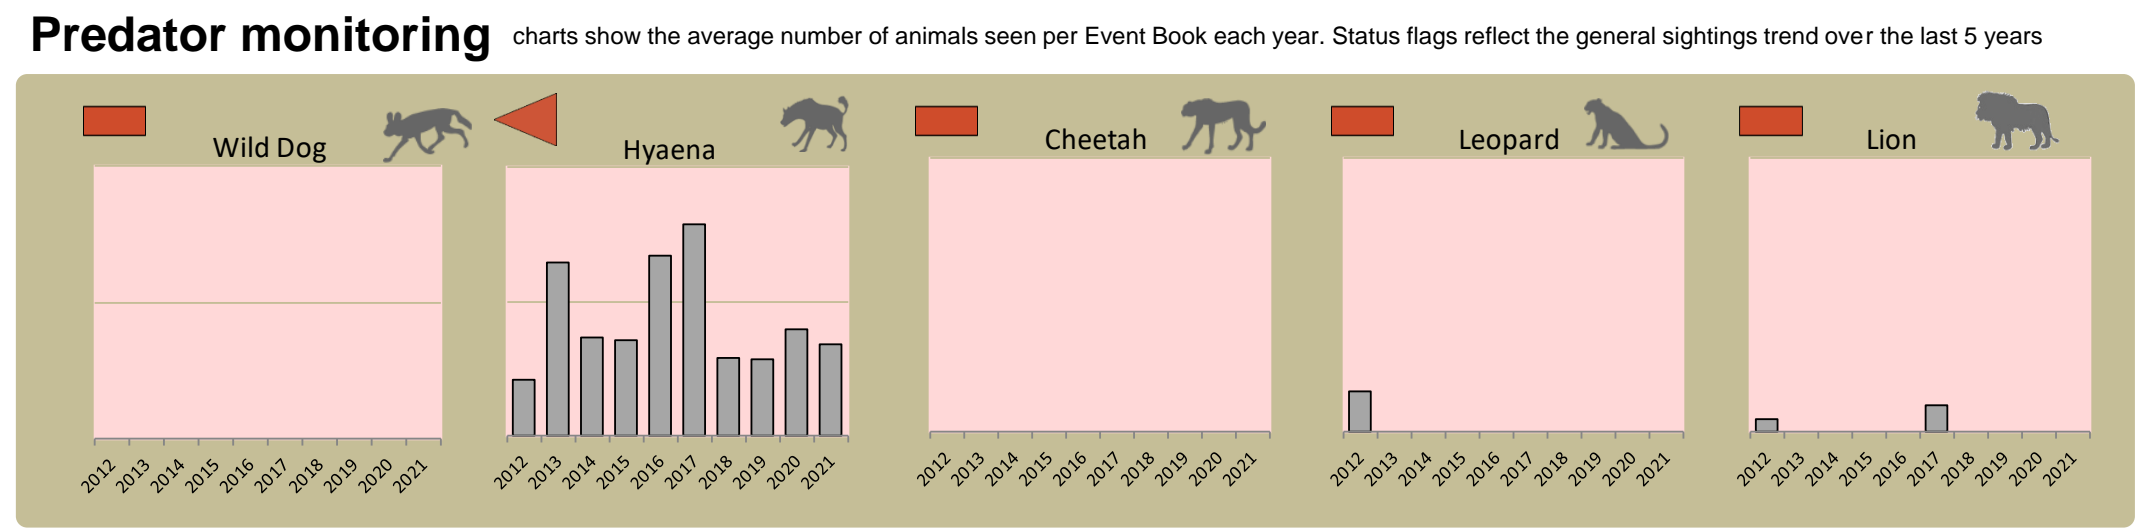 Predator monitoring charts show the average number of animals seen per Event Book each year. Status flags reflect the general sightings trend over the last 5 years
Wild Dog
2012 2013 2014 2015 2016 2017 2018 2019 2020 2021
Hyaena
2012 2013 2014 2015 2016 2017 2018 2019 2020 2021
Cheetah
2012 2013 2014 2015 2016 2017 2018 2019 2020 2021
Leopard
2012 2013 2014 2015 2016 2017 2018 2019 2020 2021
Lion
2012 2013 2014 2015 2016 2017 2018 2019 2020 2021